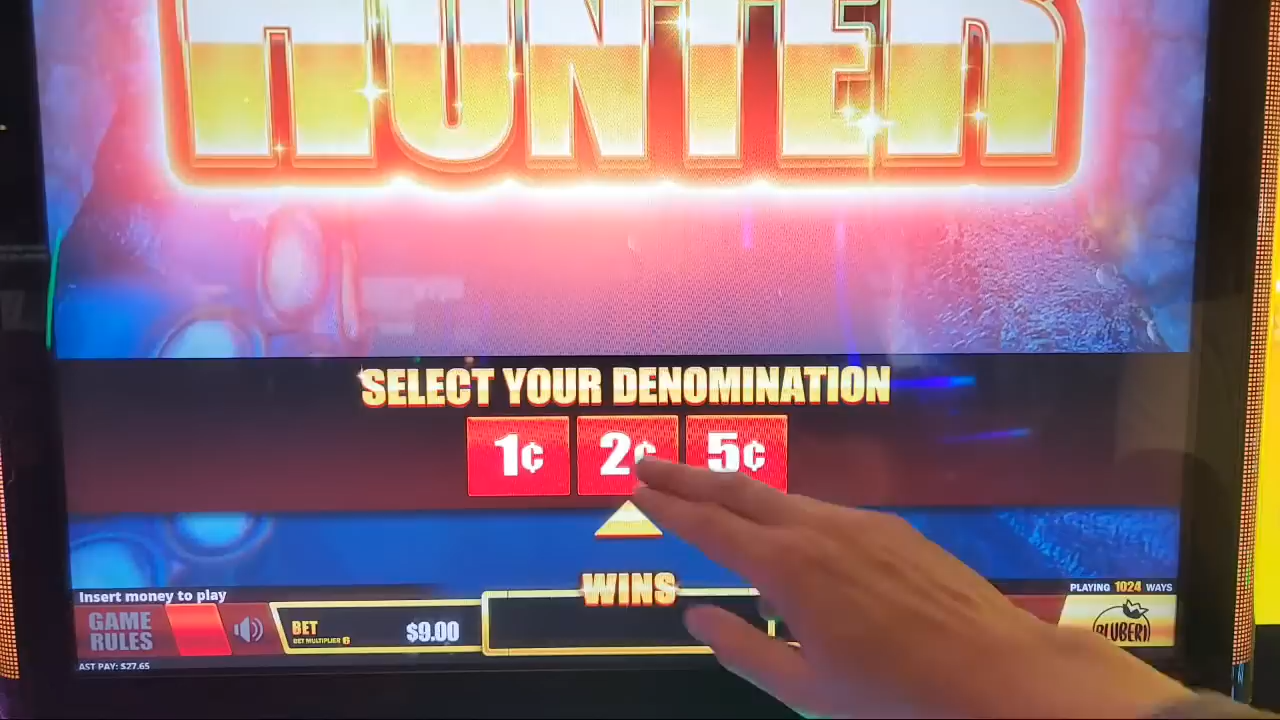 HUNTER
SELECT YOUR DENOMINATION
1¢ 2¢ 5¢
WINS
Insert money to play
PLAYING 1024 WAYS
GAME
RULES
BET
BET MULTIPLIER 6
$9.00
BLUBERI
AST PAY: $27.65